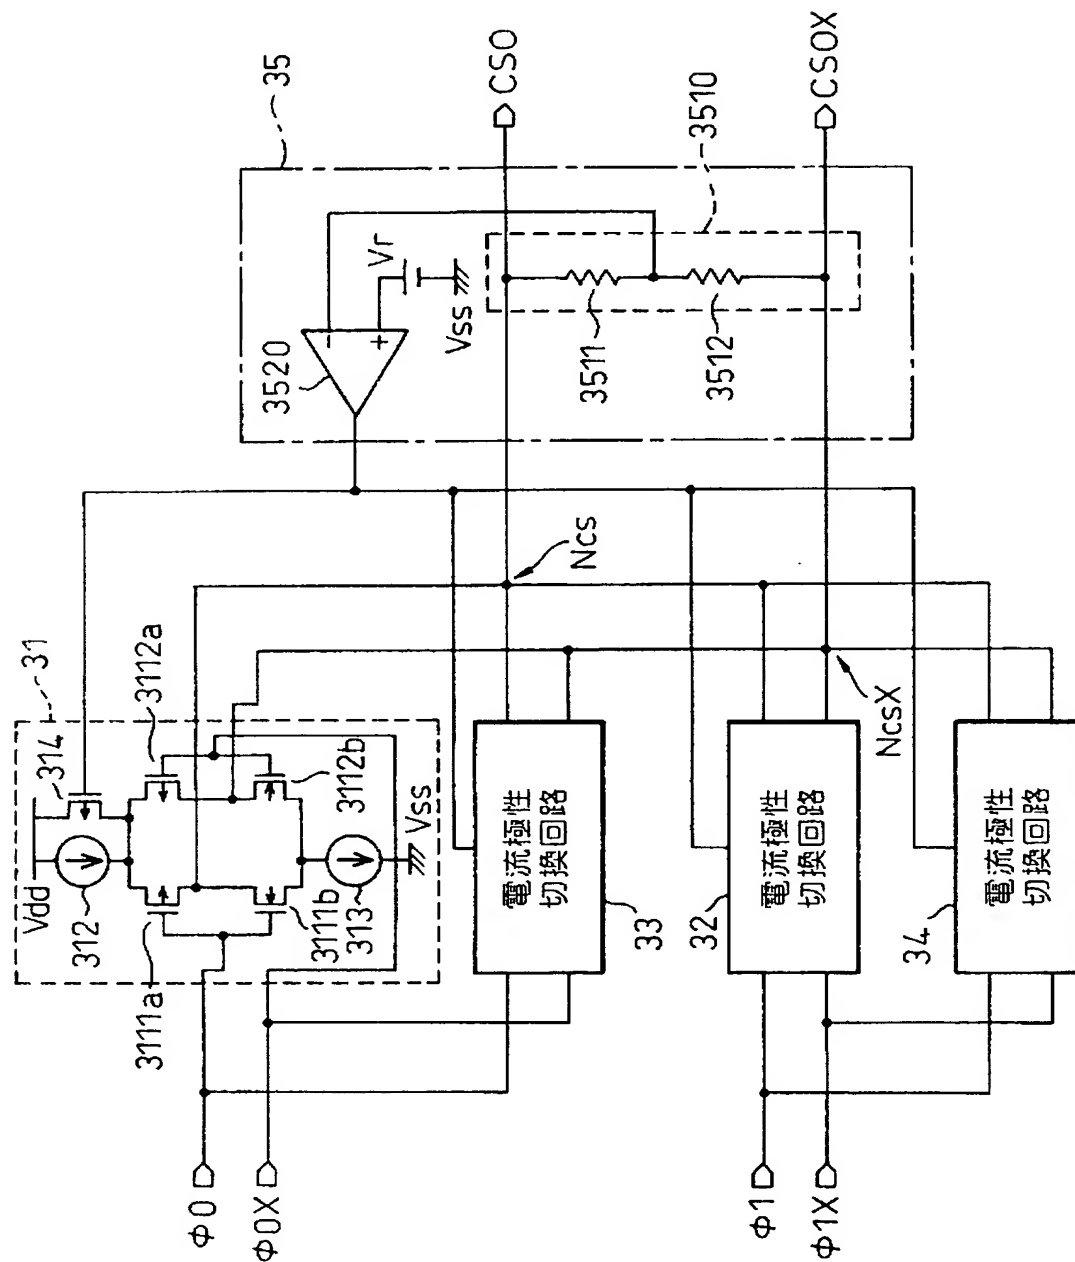 35
CSO
3510
CSOX
Vr
Vss
3520
3511
3512
31
314
3112a
Vdd
312
3111a
3111b
313
3112b
Vss
Ncs
NcsX
電流極性
切換回路
33
電流極性
切換回路
32
電流極性
切換回路
34
Φ0
Φ0X
Φ1
Φ1X
−
+